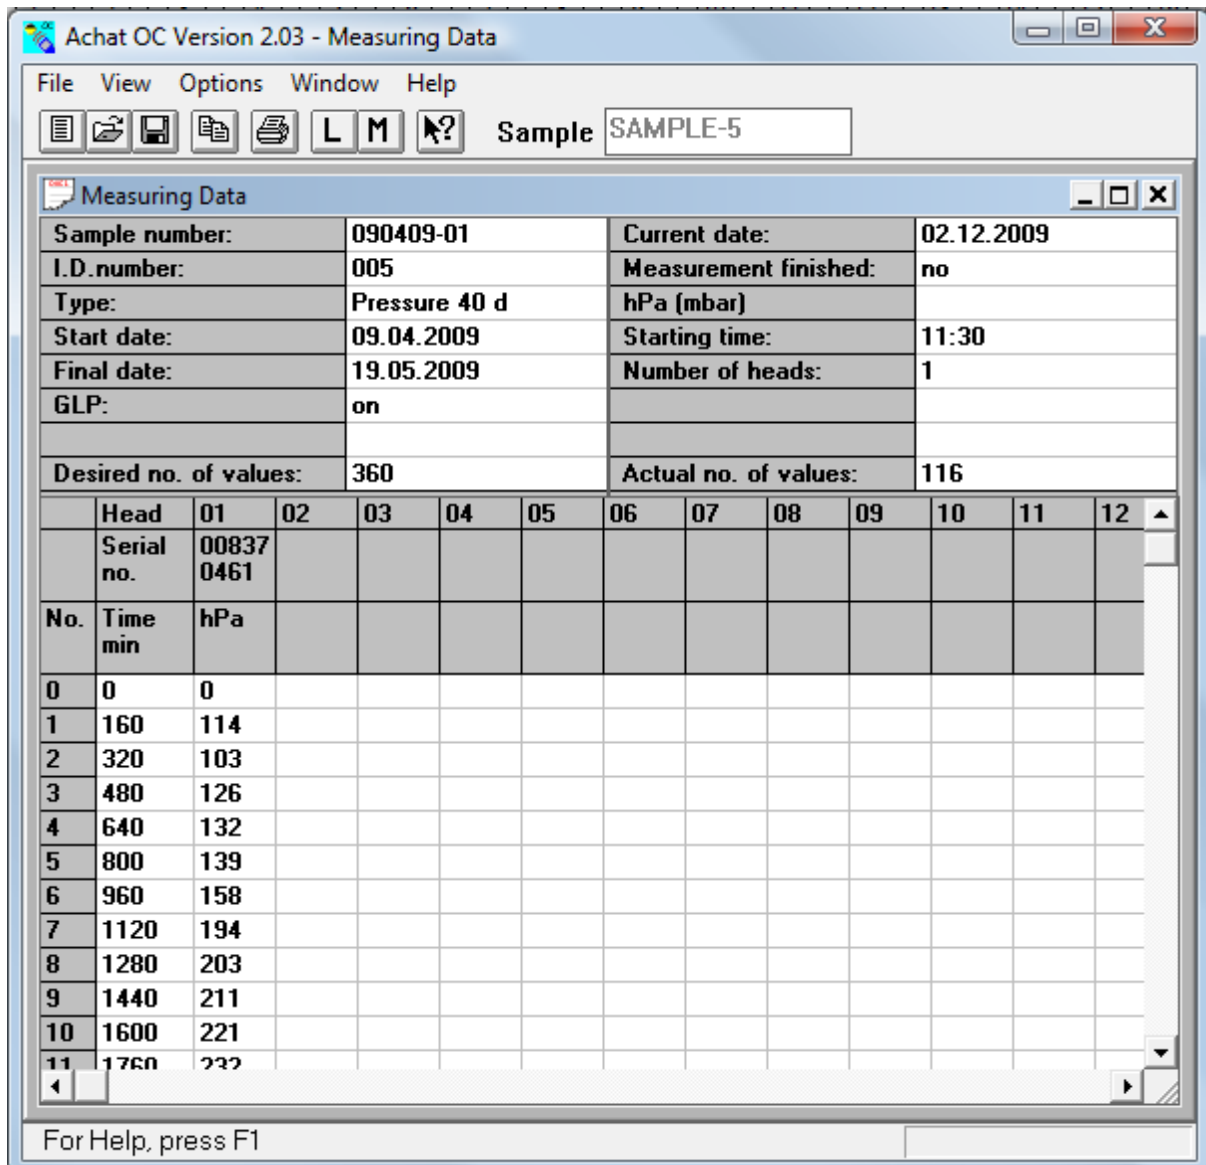 Achat OC Version 2.03 - Measuring Data
File View Options Window Help
L M Sample SAMPLE-5
Measuring Data
Sample number: 090409-01 Current date: 02.12.2009
I.D.number: 005 Measurement finished: no
Type: Pressure 40 d hPa (mbar)
Start date: 09.04.2009 Starting time: 11:30
Final date: 19.05.2009 Number of heads: 1
GLP: on
Desired no. of values: 360 Actual no. of values: 116
Head 01 02 03 04 05 06 07 08 09 10 11 12
Serial no. 00837 0461
No. Time min hPa
0 0 0
1 160 114
2 320 103
3 480 126
4 640 132
5 800 139
6 960 158
7 1120 194
8 1280 203
9 1440 211
10 1600 221
11 1760 232
For Help, press F1